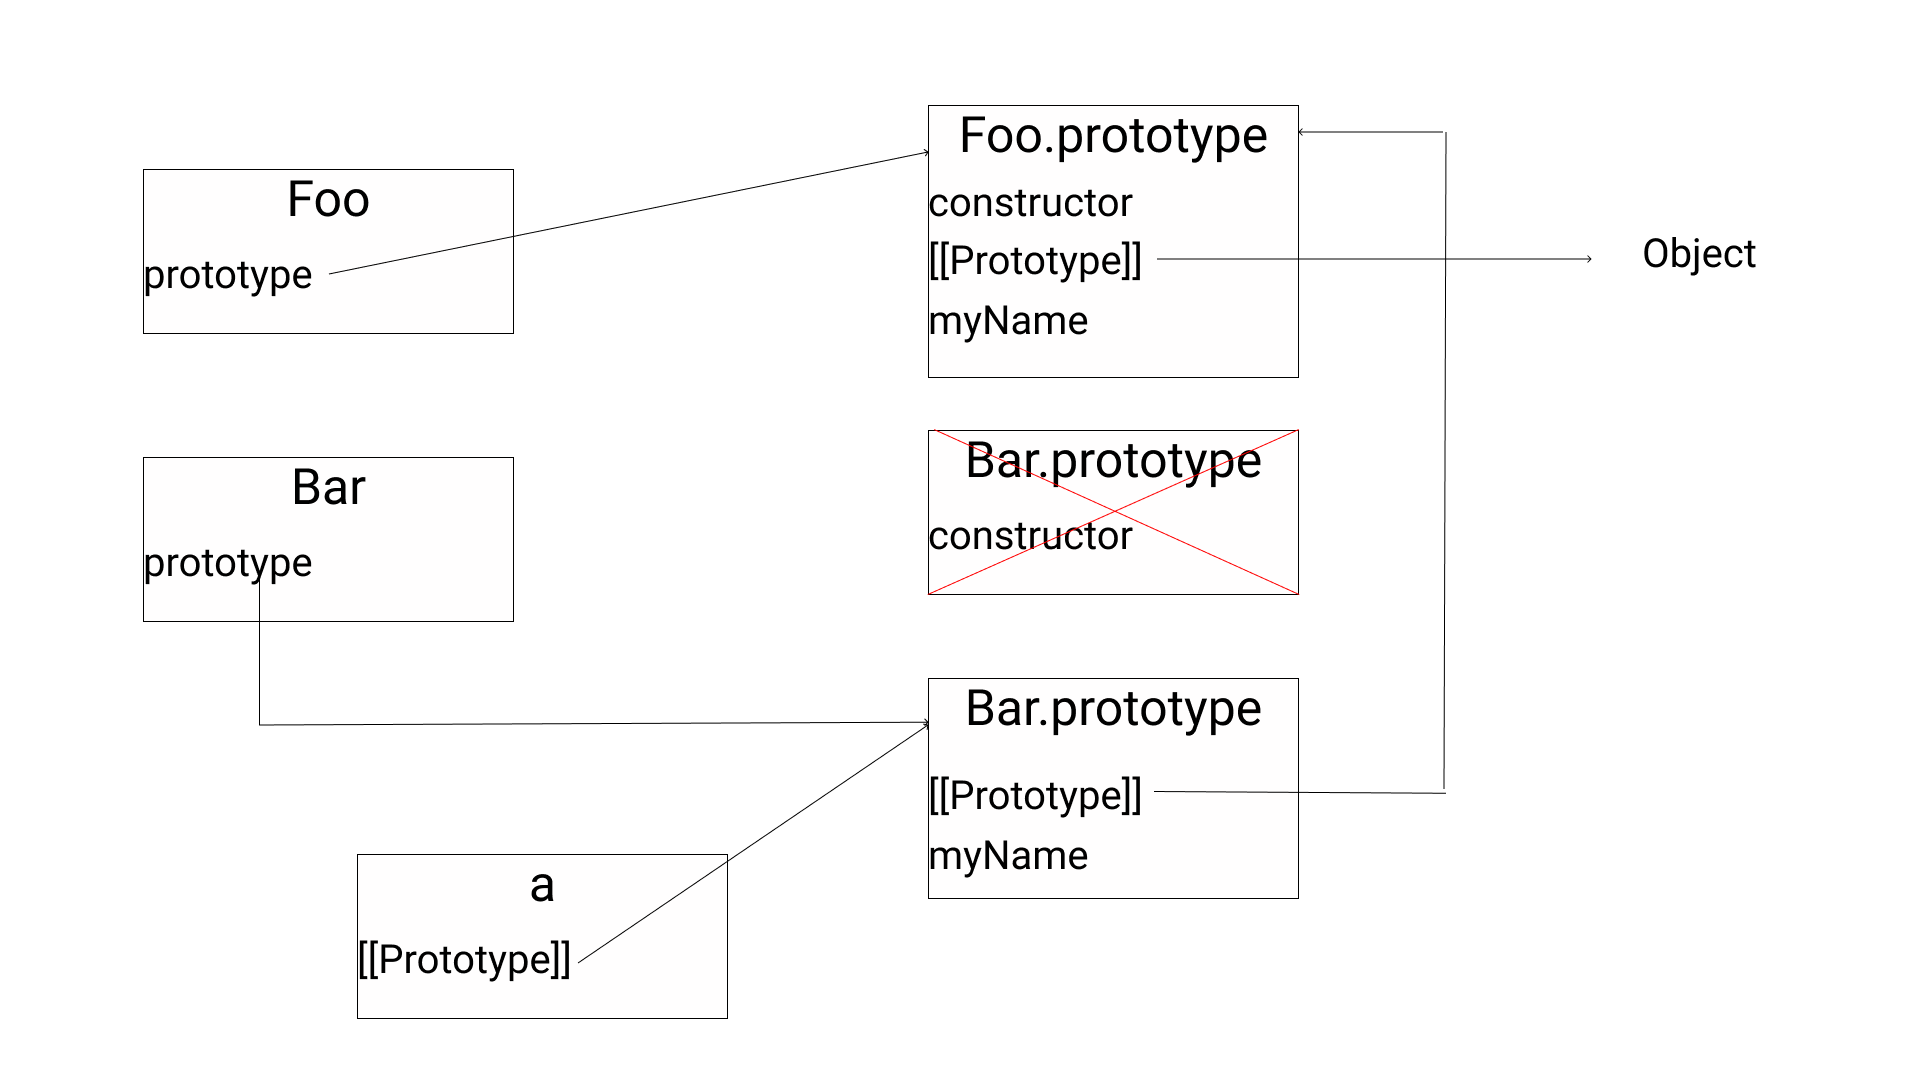 Foo
prototype
Foo.prototype
constructor
[[Prototype]]
myName
Object
Bar
prototype
Bar.prototype
constructor
Bar.prototype
[[Prototype]]
myName
a
[[Prototype]]